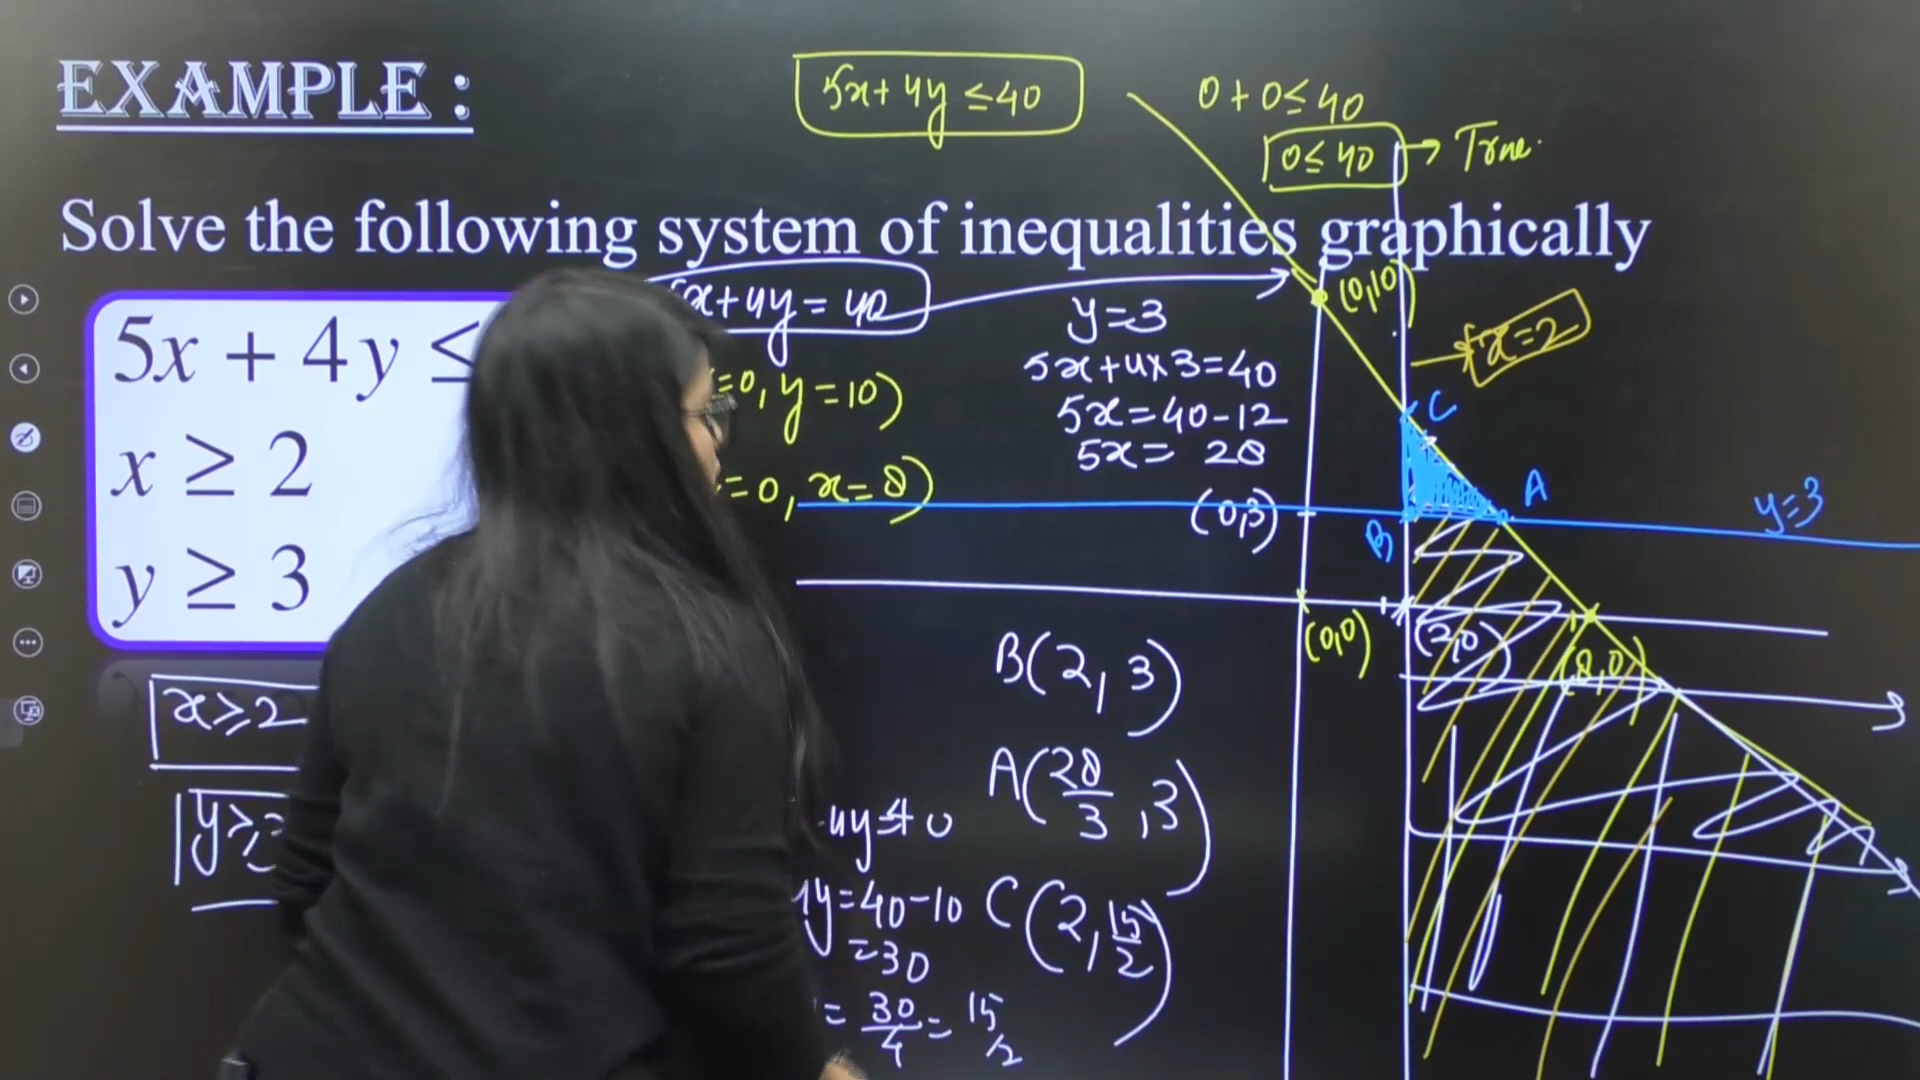 EXAMPLE :
5x+4y ≤40
0+0≤40
0≤40 → True.
Solve the following system of inequalities graphically
5x + 4y ≤
x ≥ 2
y ≥ 3
x+4y=40
=0, y=10)
=0, x=8)
y=3
5x+4×3=40
5x=40-12
5x= 28
(0,3)
(0,10)
x=2
C
A
B
y=3
(0,0)
(2,0)
(8,0)
x≥2
y≥
B(2, 3)
A(28/3, 3)
C(2, 15/2)
4y=40
4y=40-10
=30
= 30/4 = 15/2